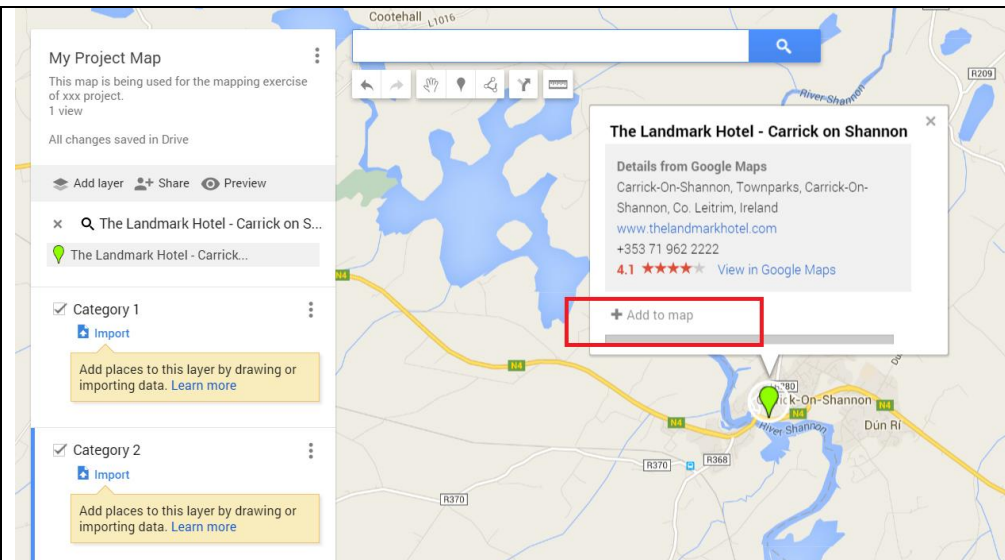 Cootehall
L1016
My Project Map
This map is being used for the mapping exercise
of xxx project.
1 view
All changes saved in Drive
Add layer Share Preview
The Landmark Hotel - Carrick on S...
The Landmark Hotel - Carrick...
Category 1
Import
Add places to this layer by drawing or
importing data. Learn more
Category 2
Import
Add places to this layer by drawing or
importing data. Learn more
R209
River Shannon
The Landmark Hotel - Carrick on Shannon
Details from Google Maps
Carrick-On-Shannon, Townparks, Carrick-On-
Shannon, Co. Leitrim, Ireland
www.thelandmarkhotel.com
+353 71 962 2222
4.1 View in Google Maps
Add to map
N4
N4
-On-Shannon
N4
N4
N4
River Shannon
Dún Rí
R368
R370
R370